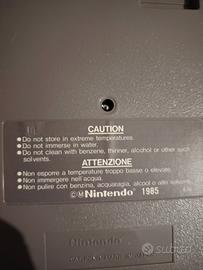 CAUTION
●Do not store in extreme temperatures.
●Do not immerse in water.
●Do not clean with benzene, thinner, alcohol or other such
solvents.
ATTENZIONE
●Non esporre a temperature troppo basse o elevate.
●Non immergere nell'acqua.
●Non pulire con benzina, acquaragia, alcol o altri solventi.
©ⓂNintendo 1985
Nintendo
SUBITO